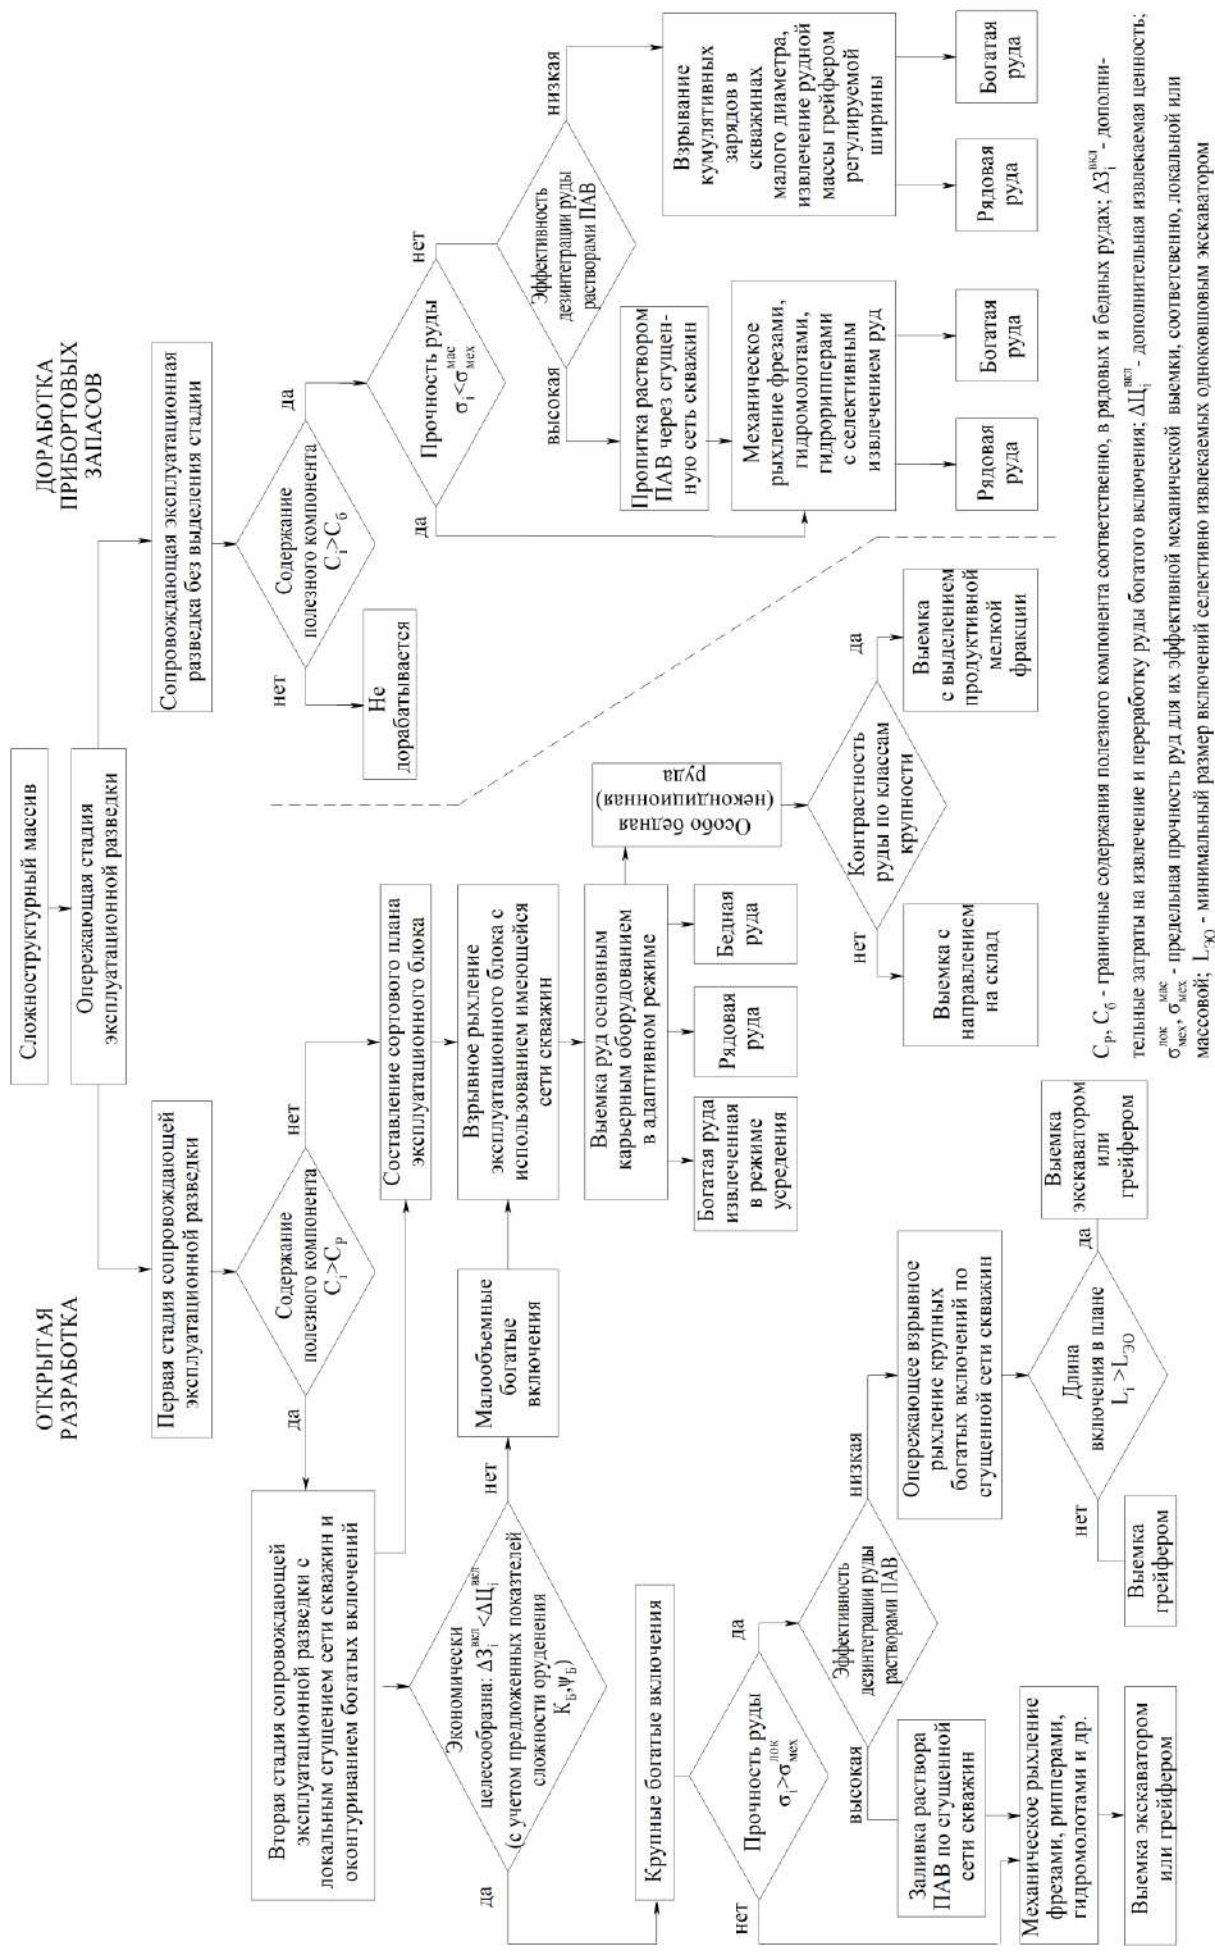 Сложноструктурный массив
Опережающая стадия
эксплуатационной разведки
ОТКРЫТАЯ
РАЗРАБОТКА
Первая стадия сопровождающей
эксплуатационной разведки
Содержание
полезного компонента
C_i>C_Р
да
нет
Вторая стадия сопровождающей
эксплуатационной разведки с
локальным сгущением сети скважин и
оконтуриванием богатых включений
Экономически
целесообразна: ΔЗ_i^вкл<ΔЦ_i^вкл
(с учетом предложенных показателей
сложности оруденения
К_Б,ψ_Б)
да
нет
Малообъемные
богатые
включения
Составление сортового плана
эксплуатационного блока
Взрывное рыхление
эксплуатационного блока с
использованием имеющейся
сети скважин
Выемка руд основным
карьерным оборудованием
в адаптивном режиме
Богатая руда
извлеченная
в режиме
усредения
Рядовая
руда
Бедная
руда
Особо бедная
(некондиционная)
руда
Контрастность
руды по классам
крупности
нет
да
Выемка с
направлением
на склад
Выемка
с выделением
продуктивной
мелкой
фракции
Крупные богатые включения
Прочность руды
σ_i>σ_мех^лок
нет
да
Эффективность
дезинтеграции руды
растворами ПАВ
высокая
низкая
Заливка раствора
ПАВ по сгущенной
сети скважин
Механическое рыхление
фрезами, рипперами,
гидромолотами и др.
Выемка экскаватором
или грейфером
Опережающее взрывное
рыхление крупных
богатых включений по
сгущенной сети скважин
Длина
включения в плане
L_i >L_ЭО
нет
да
Выемка
грейфером
Выемка
экскаватором
или
грейфером
ДОРАБОТКА
ПРИБОРТОВЫХ
ЗАПАСОВ
Сопровождающая эксплуатационная
разведка без выделения стадии
Содержание
полезного компонента
C_i>C_б
нет
да
Не
дорабатывается
Прочность руды
σ_i<σ_мех^мас
да
нет
Эффективность
дезинтеграции руды
растворами ПАВ
высокая
низкая
Пропитка раствором
ПАВ через сгущен-
ную сеть скважин
Механическое
рыхление фрезами,
гидромолотами,
гидрорипперами
с селективным
извлечением руд
Рядовая
руда
Богатая
руда
Взрывание
кумулятивных
зарядов в
скважинах
малого диаметра,
извлечение рудной
массы грейфером
регулируемой
ширины
Рядовая
руда
Богатая
руда
C_Р, C_б - граничные содержания полезного компонента соответственно, в рядовых и бедных рудах; ΔЗ_i^вкл - дополни-
тельные затраты на извлечение и переработку руды богатого включения; ΔЦ_i^вкл - дополнительная извлекаемая ценность;
σ_мех^лок, σ_мех^мас - предельная прочность руд для их эффективной механической выемки, соответсвенно, локальной или
массовой; L_ЭО - минимальный размер включений селективно извлекаемых одноковшовым экскаватором